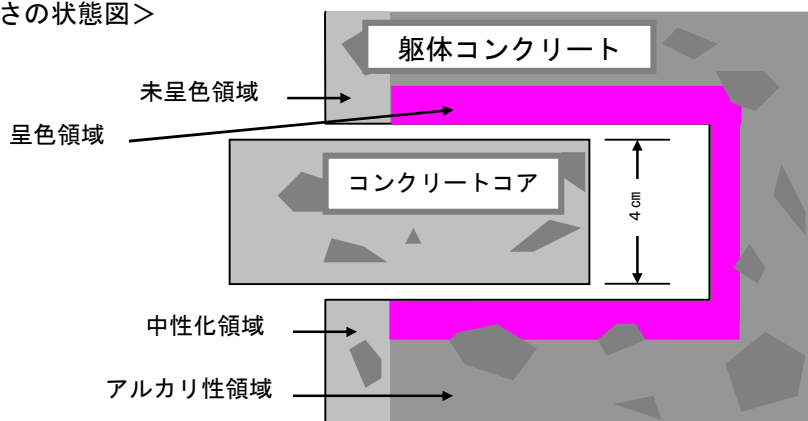 さの状態図＞
躯体コンクリート
未呈色領域
呈色領域
コンクリートコア
4㎝
中性化領域
アルカリ性領域